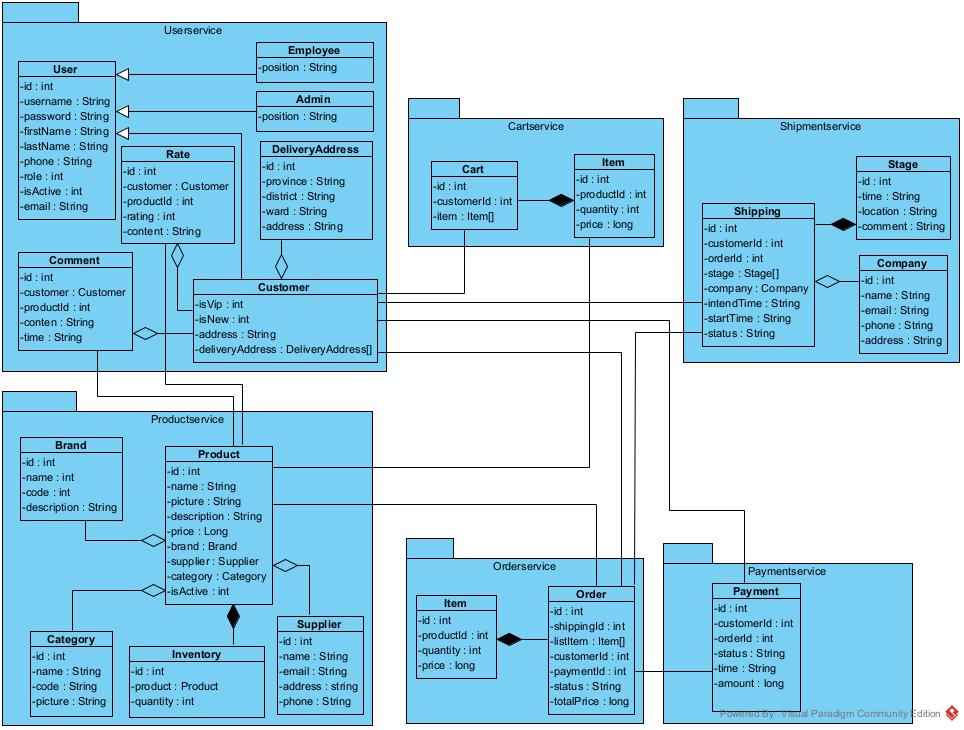 Userservice
User
-id : int
-username : String
-password : String
-firstName : String
-lastName : String
-phone : String
-role : int
-isActive : int
-email : String
Employee
-position : String
Admin
-position : String
Rate
-id : int
-customer : Customer
-productId : int
-rating : int
-content : String
DeliveryAddress
-id : int
-province : String
-district : String
-ward : String
-address : String
Comment
-id : int
-customer : Customer
-productId : int
-conten : String
-time : String
Customer
-isVip : int
-isNew : int
-address : String
-deliveryAddress : DeliveryAddress[]
Cartservice
Cart
-id : int
-customerId : int
-item : Item[]
Item
-id : int
-productId : int
-quantity : int
-price : long
Shipmentservice
Stage
-id : int
-time : String
-location : String
-comment : String
Shipping
-id : int
-customerId : int
-orderId : int
-stage : Stage[]
-company : Company
-intendTime : String
-startTime : String
-status : String
Company
-id : int
-name : String
-email : String
-phone : String
-address : String
Productservice
Brand
-id : int
-name : int
-code : int
-description : String
Product
-id : int
-name : String
-picture : String
-description : String
-price : Long
-brand : Brand
-supplier : Supplier
-category : Category
-isActive : int
Category
-id : int
-name : String
-code : String
-picture : String
Inventory
-id : int
-product : Product
-quantity : int
Supplier
-id : int
-name : String
-email : String
-address : string
-phone : String
Orderservice
Item
-id : int
-productId : int
-quantity : int
-price : long
Order
-id : int
-shippingId : int
-listItem : Item[]
-customerId : int
-paymentId : int
-status : String
-totalPrice : long
Paymentservice
Payment
-id : int
-customerId : int
-orderId : int
-status : String
-time : String
-amount : long
Powered By: Visual Paradigm Community Edition